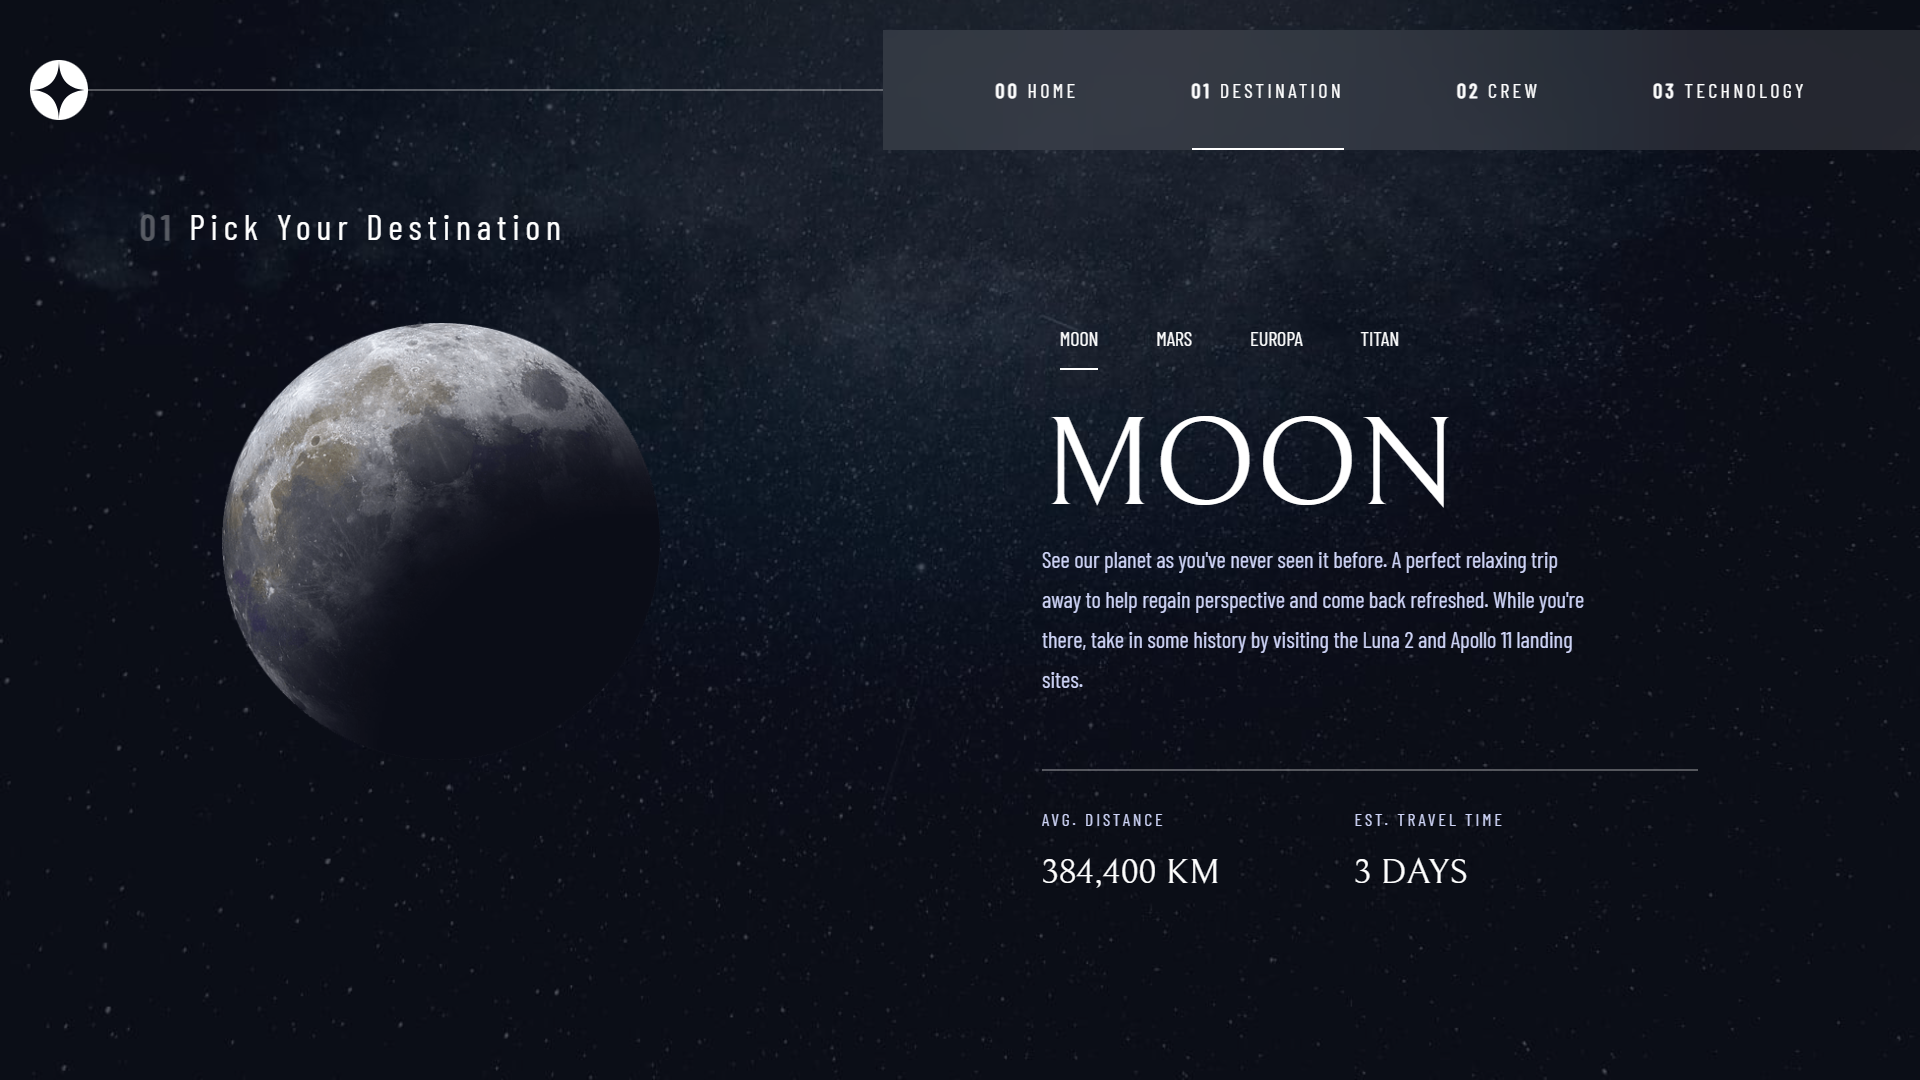 00 HOME
01 DESTINATION
02 CREW
03 TECHNOLOGY
01 Pick Your Destination
MOON
MARS
EUROPA
TITAN
MOON
See our planet as you've never seen it before. A perfect relaxing trip
away to help regain perspective and come back refreshed. While you're
there, take in some history by visiting the Luna 2 and Apollo 11 landing
sites.
AVG. DISTANCE
384,400 KM
EST. TRAVEL TIME
3 DAYS